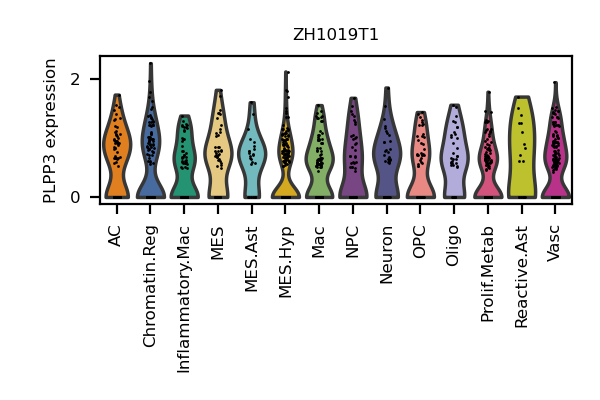 ZH1019T1
PLPP3 expression
2
0
AC
Chromatin.Reg
Inflammatory.Mac
MES
MES.Ast
MES.Hyp
Mac
NPC
Neuron
OPC
Oligo
Prolif.Metab
Reactive.Ast
Vasc